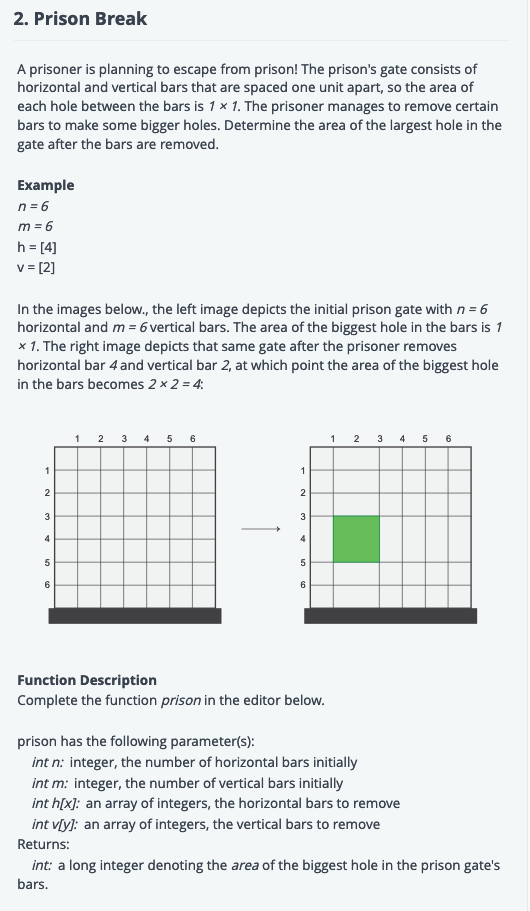 2. Prison Break
A prisoner is planning to escape from prison! The prison's gate consists of
horizontal and vertical bars that are spaced one unit apart, so the area of
each hole between the bars is 1 × 1. The prisoner manages to remove certain
bars to make some bigger holes. Determine the area of the largest hole in the
gate after the bars are removed.
Example
n = 6
m = 6
h = [4]
v = [2]
In the images below., the left image depicts the initial prison gate with n = 6
horizontal and m = 6 vertical bars. The area of the biggest hole in the bars is 1
× 1. The right image depicts that same gate after the prisoner removes
horizontal bar 4 and vertical bar 2, at which point the area of the biggest hole
in the bars becomes 2 × 2 = 4:
1 2 3 4 5 6
1
2
3
4
5
6
1 2 3 4 5 6
1
2
3
4
5
6
Function Description
Complete the function prison in the editor below.
prison has the following parameter(s):
int n: integer, the number of horizontal bars initially
int m: integer, the number of vertical bars initially
int h[x]: an array of integers, the horizontal bars to remove
int v[y]: an array of integers, the vertical bars to remove
Returns:
int: a long integer denoting the area of the biggest hole in the prison gate's
bars.